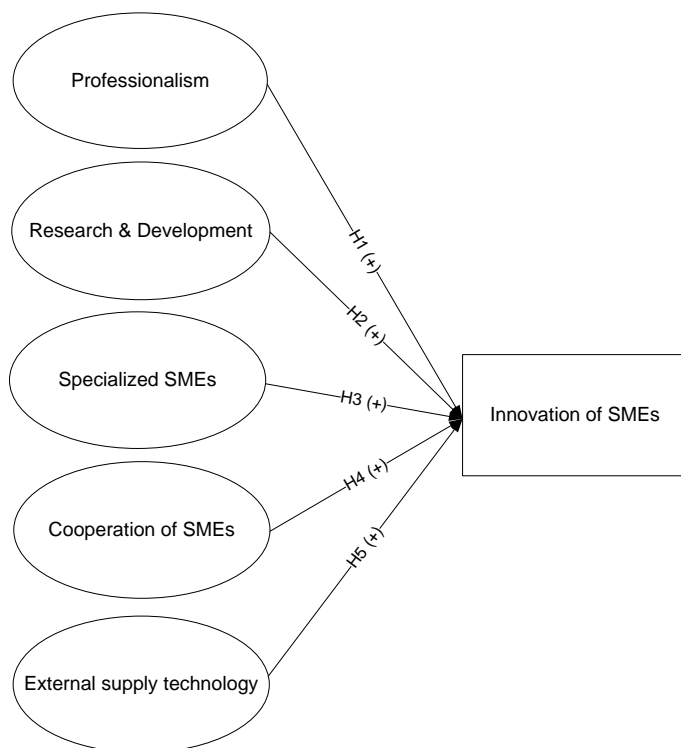 Professionalism
H1 (+)
Research & Development
H2 (+)
Specialized SMEs
H3 (+)
Innovation of SMEs
Cooperation of SMEs
H4 (+)
H5 (+)
External supply technology